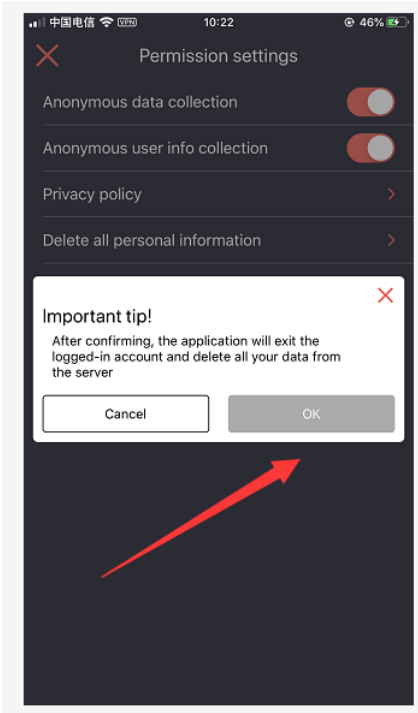 中国电信 VPN 10:22 46%
Permission settings
Anonymous data collection
Anonymous user info collection
Privacy policy
Delete all personal information
Important tip!
After confirming, the application will exit the
logged-in account and delete all your data from
the server
Cancel OK